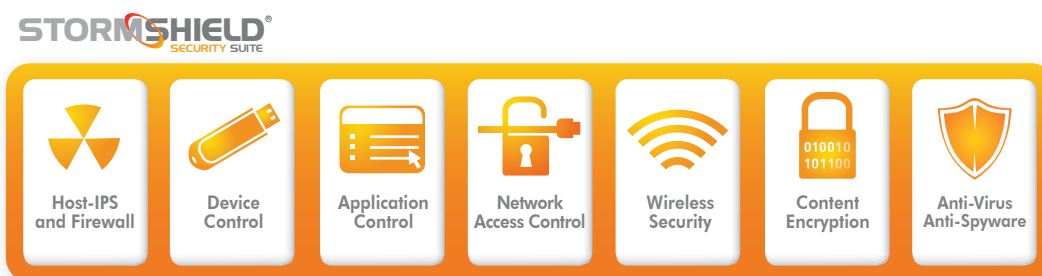 STORMSHIELD®
SECURITY SUITE
Host-IPS
and Firewall
Device
Control
Application
Control
Network
Access Control
Wireless
Security
010010
101100
Content
Encryption
Anti-Virus
Anti-Spyware